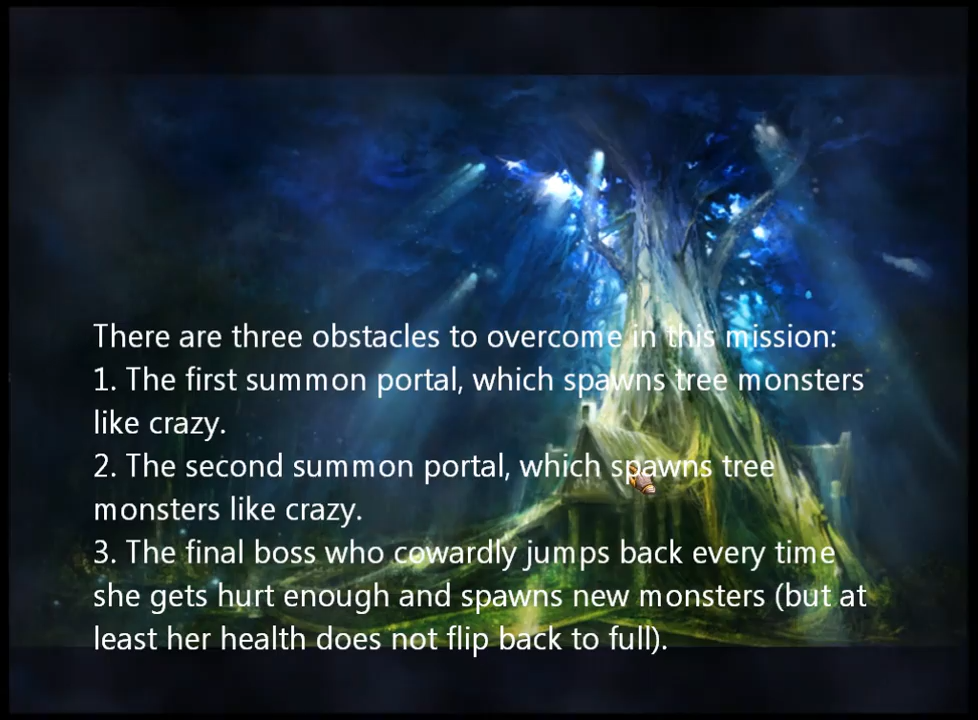 There are three obstacles to overcome in this mission:
1. The first summon portal, which spawns tree monsters
like crazy.
2. The second summon portal, which spawns tree
monsters like crazy.
3. The final boss who cowardly jumps back every time
she gets hurt enough and spawns new monsters (but at
least her health does not flip back to full).